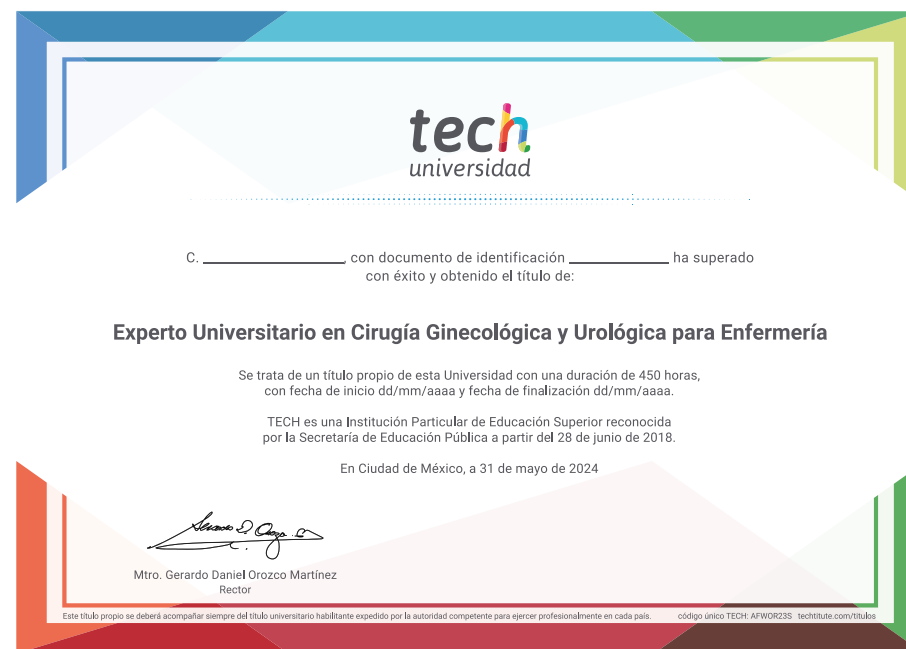 tech
universidad
C. ____________, con documento de identificación ____________ ha superado
con éxito y obtenido el título de:
Experto Universitario en Cirugía Ginecológica y Urológica para Enfermería
Se trata de un título propio de esta Universidad con una duración de 450 horas,
con fecha de inicio dd/mm/aaaa y fecha de finalización dd/mm/aaaa.
TECH es una Institución Particular de Educación Superior reconocida
por la Secretaría de Educación Pública a partir del 28 de junio de 2018.
En Ciudad de México, a 31 de mayo de 2024
Mtro. Gerardo Daniel Orozco Martínez
Rector
Este título propio se deberá acompañar siempre del título universitario habilitante expedido por la autoridad competente para ejercer profesionalmente en cada país. código único TECH: AFWOR23S techtitute.com/titulos